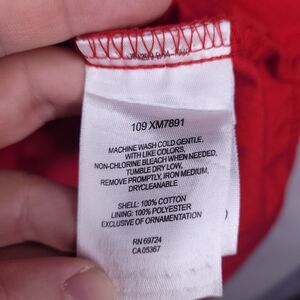 109 XM7891
MACHINE WASH COLD GENTLE,
WITH LIKE COLORS,
NON-CHLORINE BLEACH WHEN NEEDED,
TUMBLE DRY LOW,
REMOVE PROMPTLY, IRON MEDIUM,
DRYCLEANABLE
SHELL: 100% COTTON
LINING: 100% POLYESTER
EXCLUSIVE OF ORNAMENTATION
RN 69724
CA 05367